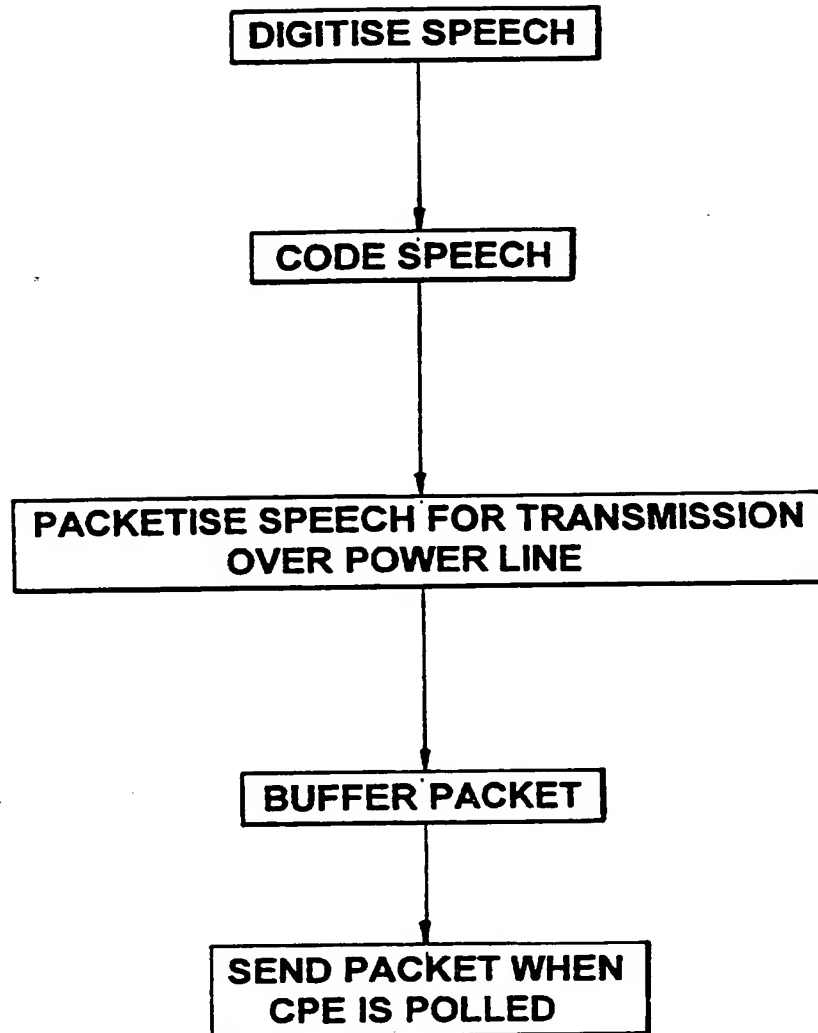 DIGITISE SPEECH
CODE SPEECH
PACKETISE SPEECH FOR TRANSMISSION
OVER POWER LINE
BUFFER PACKET
SEND PACKET WHEN
CPE IS POLLED